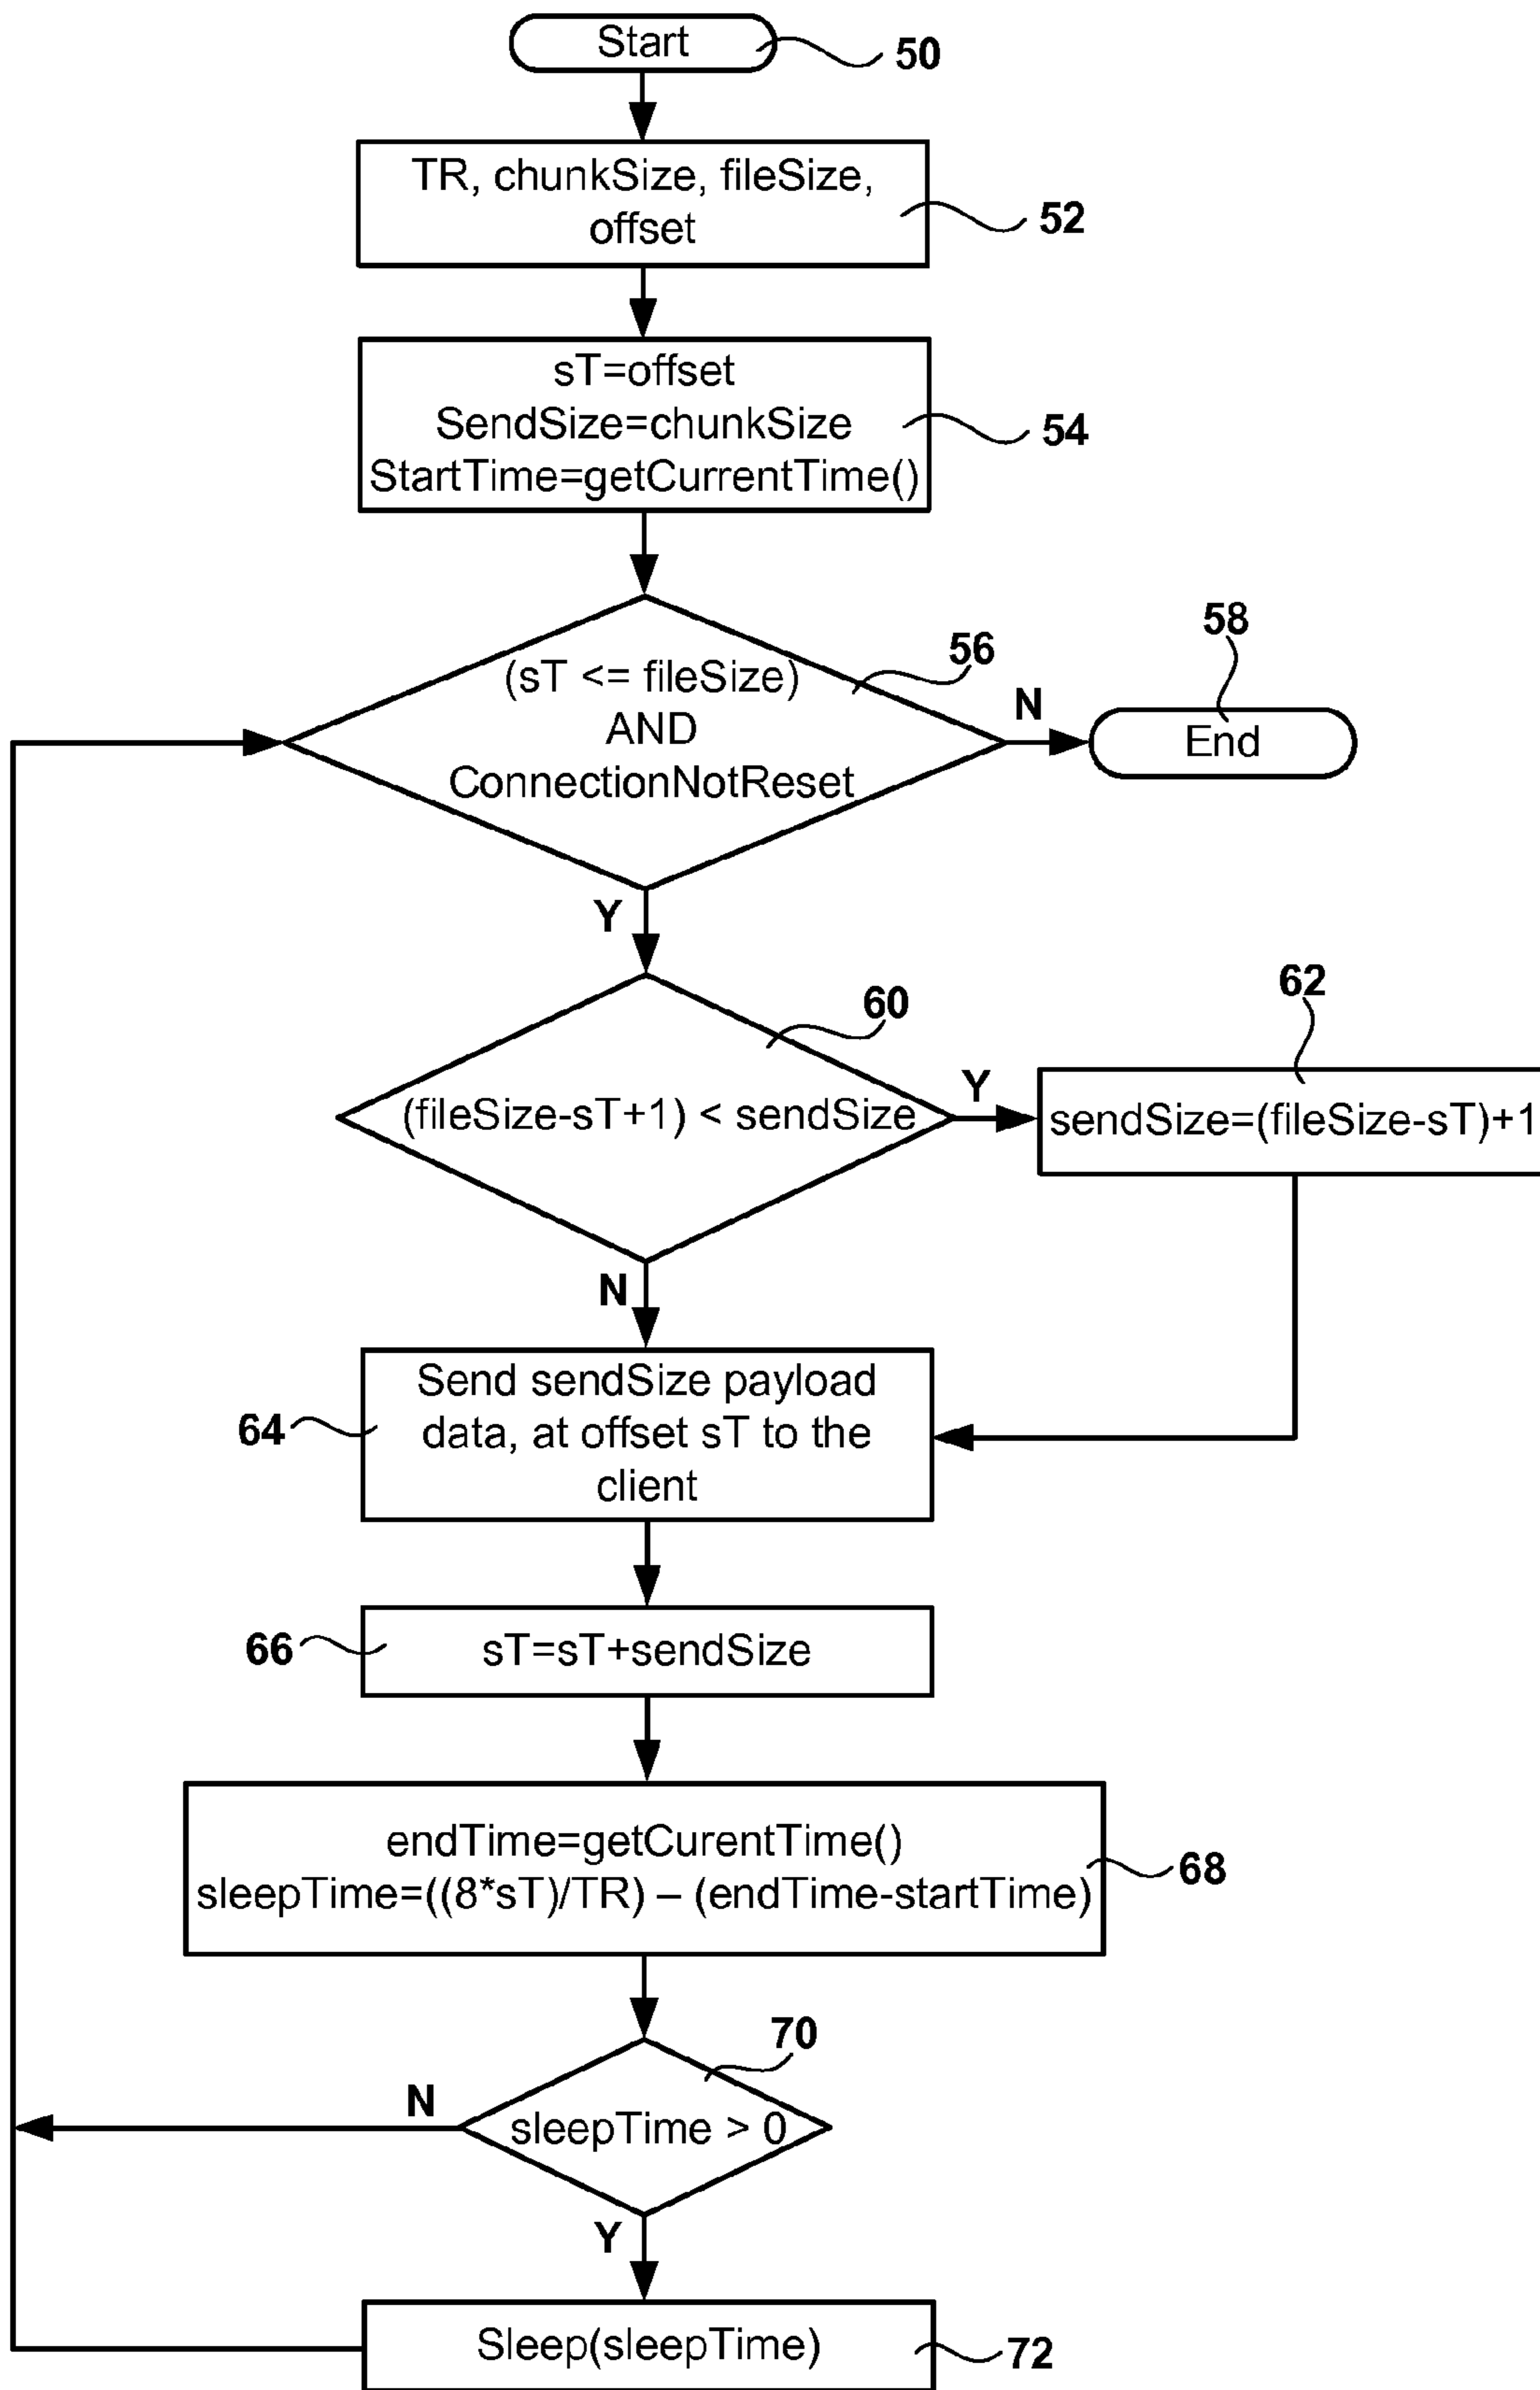 Start
50
TR, chunkSize, fileSize,
offset
52
sT=offset
SendSize=chunkSize
StartTime=getCurrentTime()
54
(sT <= fileSize)
AND
ConnectionNotReset
56
N
58
End
Y
(fileSize-sT+1) < sendSize
60
Y
62
sendSize=(fileSize-sT)+1
N
Send sendSize payload
data, at offset sT to the
client
64
sT=sT+sendSize
66
endTime=getCurentTime()
sleepTime=((8*sT)/TR) – (endTime-startTime)
68
70
N
sleepTime > 0
Y
Sleep(sleepTime)
72